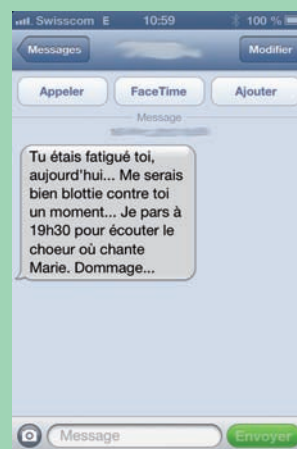 Swisscom E 10:59 100 %
Messages Modifier
Appeler FaceTime Ajouter
Message
Tu étais fatigué toi,
aujourd'hui... Me serais
bien blottie contre toi
un moment... Je pars à
19h30 pour écouter le
choeur où chante
Marie. Dommage...
Message Envoyer